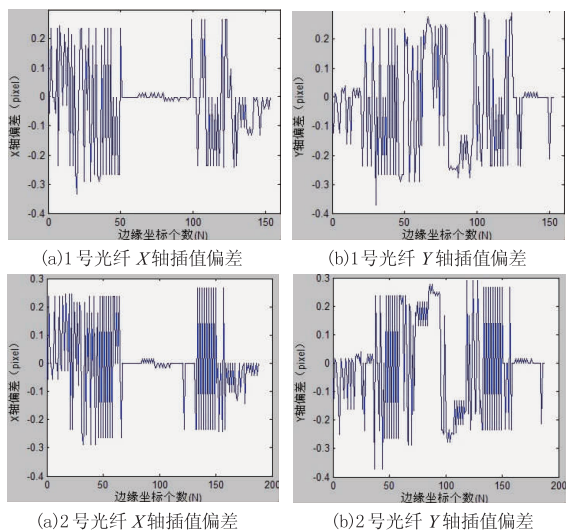 0.2
0.1
0
-0.1
-0.2
-0.3
-0.4
X轴偏差（pixel）
0 50 100 150
边缘坐标个数(N)
(a)1号光纤 X轴插值偏差
0.2
0.1
0
-0.1
-0.2
-0.3
-0.4
Y轴偏差（pixel）
0 50 100 150
边缘坐标个数(N)
(b)1号光纤 Y轴插值偏差
0.3
0.2
0.1
0
-0.1
-0.2
-0.3
-0.4
X轴偏差（pixel）
0 50 100 150 200
边缘坐标个数(N)
(a)2号光纤 X轴插值偏差
0.3
0.2
0.1
0
-0.1
-0.2
-0.3
-0.4
Y轴偏差（pixel）
0 50 100 150 200
边缘坐标个数(N)
(b)2号光纤 Y轴插值偏差